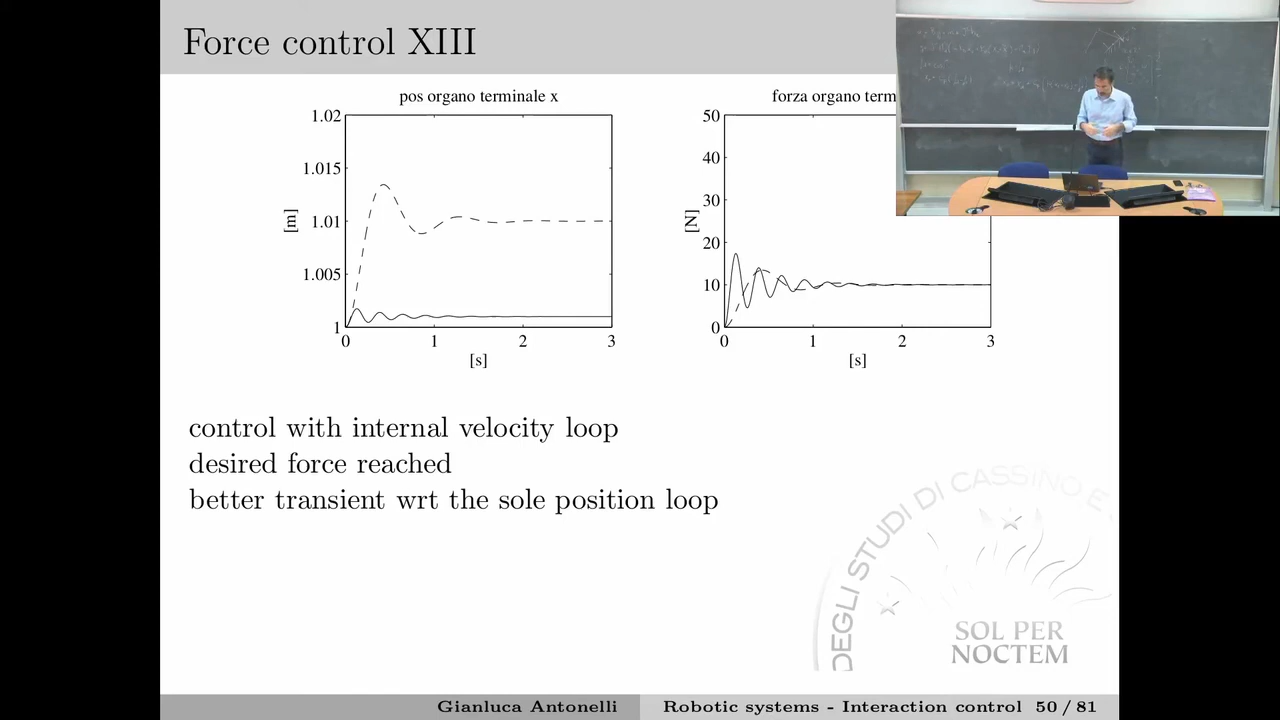 Force control XIII
pos organo terminale x
1.02
1.015
1.01
1.005
1
[m]
0
1
2
3
[s]
forza organo
50
40
30
20
10
0
[N]
0
1
2
3
[s]
control with internal velocity loop
desired force reached
better transient wrt the sole position loop
DEGLI STUDI DI CASSINO E
SOL PER
NOCTEM
Gianluca Antonelli
Robotic systems - Interaction control 50 / 81